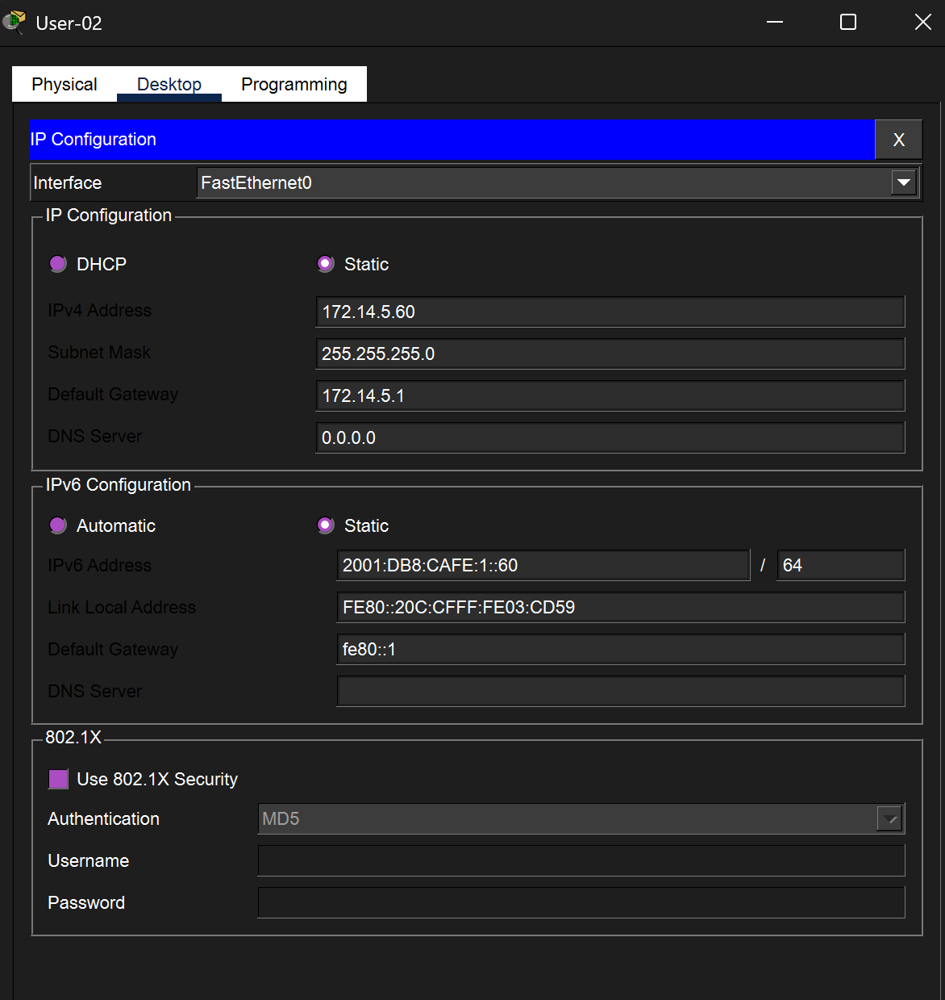 User-02
Physical Desktop Programming
IP Configuration X
Interface FastEthernet0
IP Configuration
DHCP Static
IPv4 Address 172.14.5.60
Subnet Mask 255.255.255.0
Default Gateway 172.14.5.1
DNS Server 0.0.0.0
IPv6 Configuration
Automatic Static
IPv6 Address 2001:DB8:CAFE:1::60 / 64
Link Local Address FE80::20C:CFFF:FE03:CD59
Default Gateway fe80::1
DNS Server
802.1X
Use 802.1X Security
Authentication MD5
Username
Password